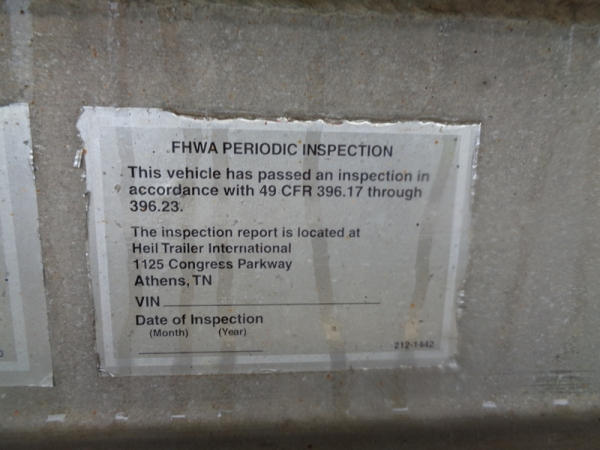 FHWA PERIODIC INSPECTION
This vehicle has passed an inspection in
accordance with 49 CFR 396.17 through
396.23.
The inspection report is located at
Heil Trailer International
1125 Congress Parkway
Athens, TN
VIN
Date of Inspection
(Month) (Year)
212-1442